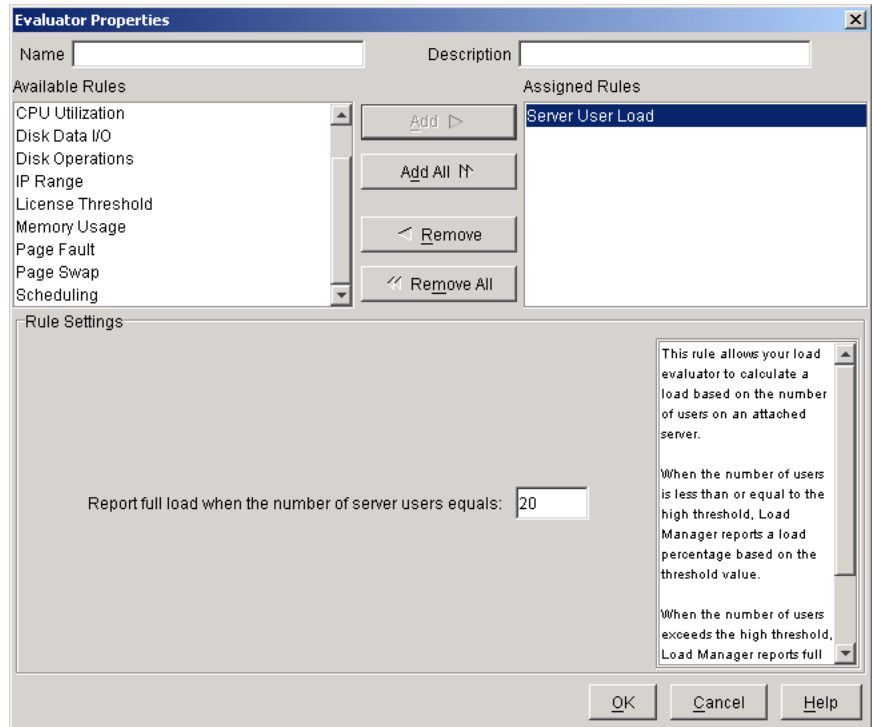 Evaluator Properties
Name
Description
Available Rules
Assigned Rules
CPU Utilization
Disk Data I/O
Disk Operations
IP Range
License Threshold
Memory Usage
Page Fault
Page Swap
Scheduling
Add
Add All
Remove
Remove All
Server User Load
Rule Settings
Report full load when the number of server users equals: 20
This rule allows your load
evaluator to calculate a
load based on the number
of users on an attached
server.
When the number of users
is less than or equal to the
high threshold, Load
Manager reports a load
percentage based on the
threshold value.
When the number of users
exceeds the high threshold,
Load Manager reports full
OK
Cancel
Help